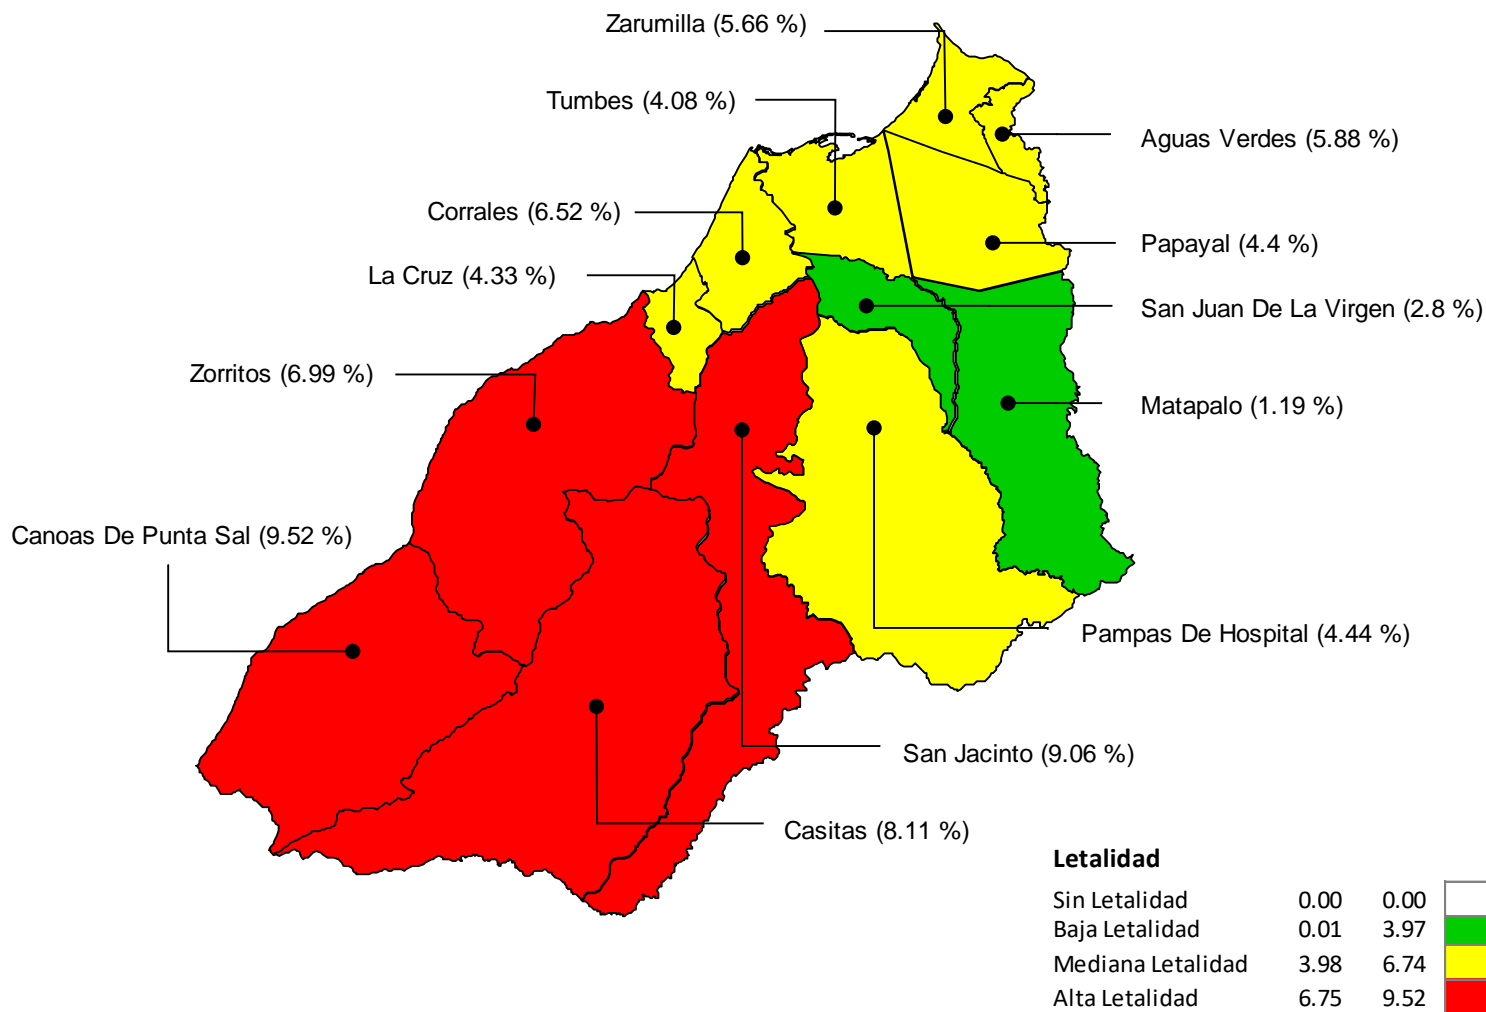 Zarumilla (5.66 %)
Tumbes (4.08 %)
Aguas Verdes (5.88 %)
Corrales (6.52 %)
Papayal (4.4 %)
La Cruz (4.33 %)
San Juan De La Virgen (2.8 %)
Zorritos (6.99 %)
Matapalo (1.19 %)
Canoas De Punta Sal (9.52 %)
Pampas De Hospital (4.44 %)
San Jacinto (9.06 %)
Casitas (8.11 %)
Letalidad
Sin Letalidad 0.00 0.00
Baja Letalidad 0.01 3.97
Mediana Letalidad 3.98 6.74
Alta Letalidad 6.75 9.52